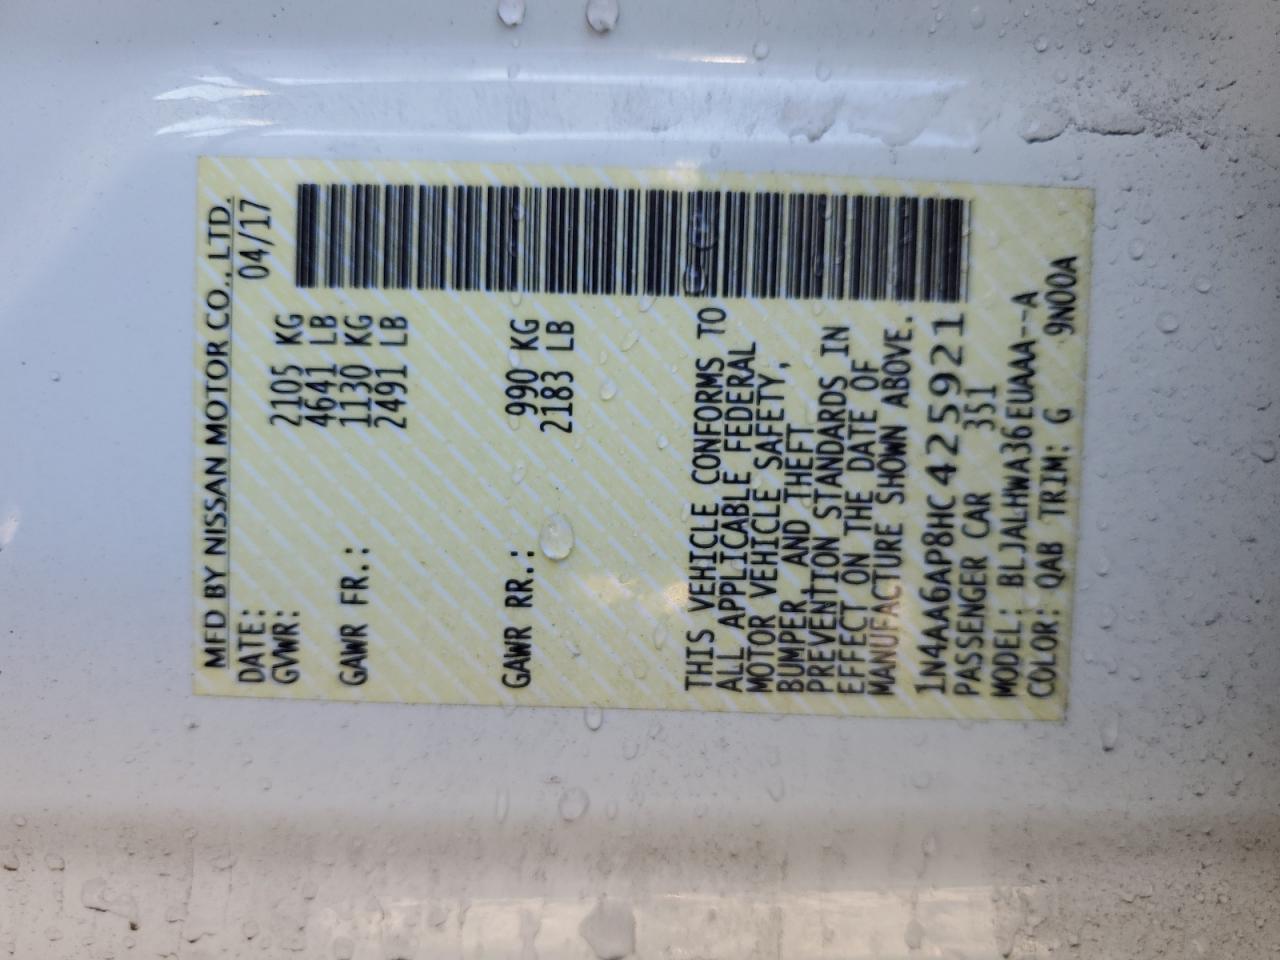 MFD BY NISSAN MOTOR CO., LTD.
DATE: 04/17
GVWR: 2105 KG
4641 LB
GAWR FR.: 1130 KG
2491 LB
GAWR RR.: 990 KG
2183 LB
THIS VEHICLE CONFORMS TO
ALL APPLICABLE FEDERAL
MOTOR VEHICLE SAFETY,
BUMPER AND THEFT
PREVENTION STANDARDS IN
EFFECT ON THE DATE OF
MANUFACTURE SHOWN ABOVE.
1N4AA6AP8HC425921
PASSENGER CAR 351
MODEL: BLJALHWA36EUAAA--A
COLOR: QAB TRIM: G 9N00A